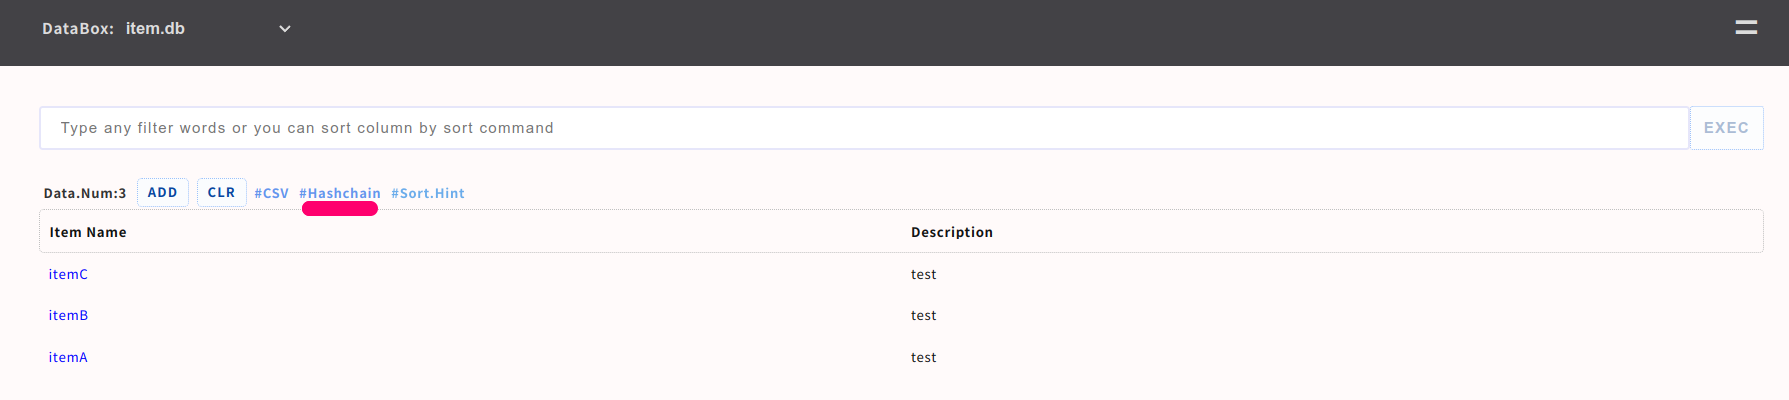 DataBox: item.db
Type any filter words or you can sort column by sort command EXEC
Data.Num:3 ADD CLR #CSV #Hashchain #Sort.Hint
Item Name Description
itemC test
itemB test
itemA test